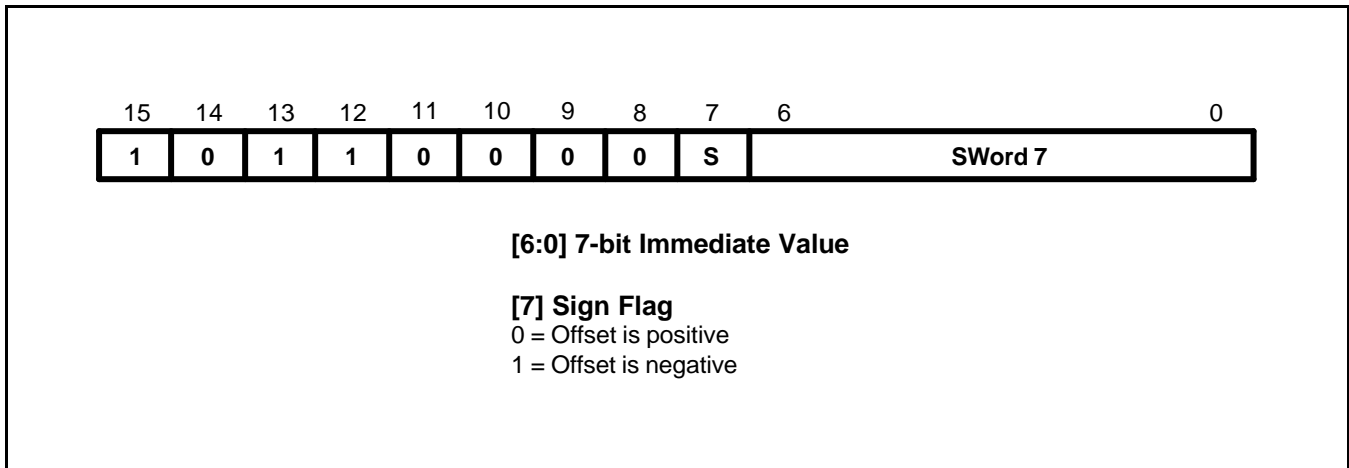 15 14 13 12 11 10 9 8 7 6 0
1 0 1 1 0 0 0 0 S SWord 7
[6:0] 7-bit Immediate Value
[7] Sign Flag
0 = Offset is positive
1 = Offset is negative